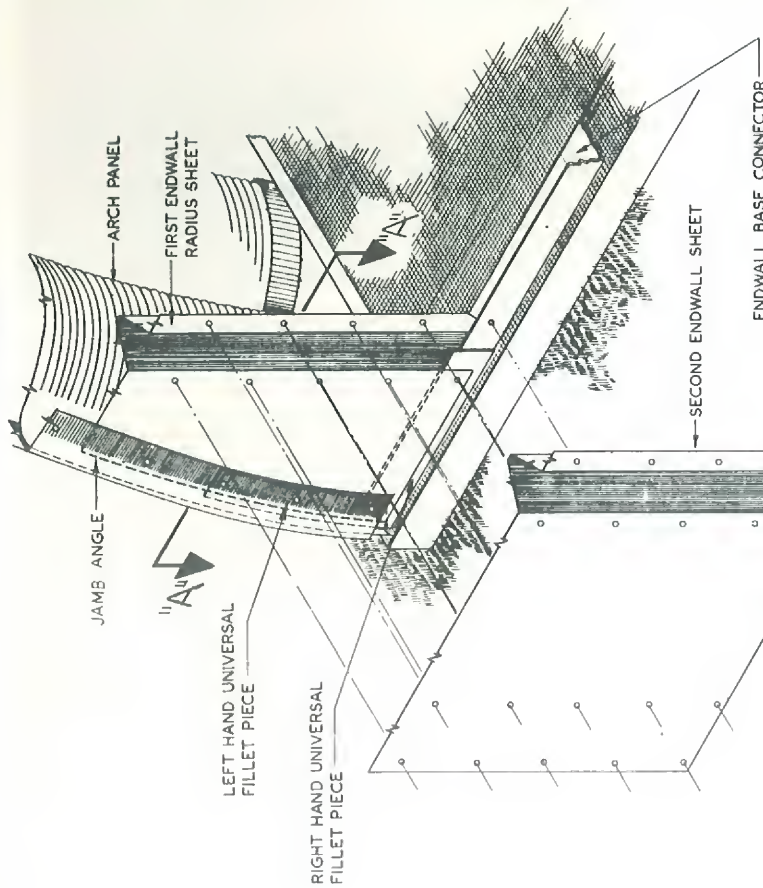 ARCH PANEL
FIRST ENDWALL
RADIUS SHEET
JAMB ANGLE
"A"
"A"
LEFT HAND UNIVERSAL
FILLET PIECE
RIGHT HAND UNIVERSAL
FILLET PIECE
SECOND ENDWALL SHEET
ENDWALL BASE CONNECTOR